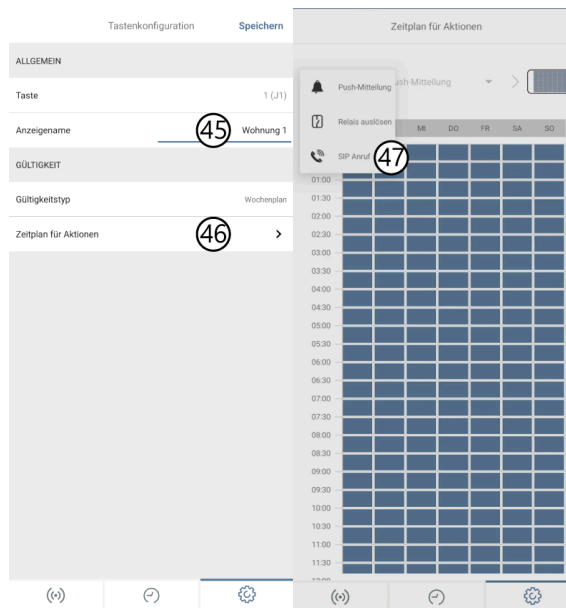 Tastenkonfiguration
Speichern
ALLGEMEIN
Taste
1 (J1)
Anzeigename
45
Wohnung 1
GÜLTIGKEIT
Gültigkeitstyp
Wochenplan
Zeitplan für Aktionen
46
Zeitplan für Aktionen
Push-Mitteilung
Push-Mitteilung
Relais auslösen
SIP Anruf
47
MI DO FR SA SO
01:00
01:30
02:00
02:30
03:00
03:30
04:00
04:30
05:00
05:30
06:00
06:30
07:00
07:30
08:00
08:30
09:00
09:30
10:00
10:30
11:00
11:30
12:00